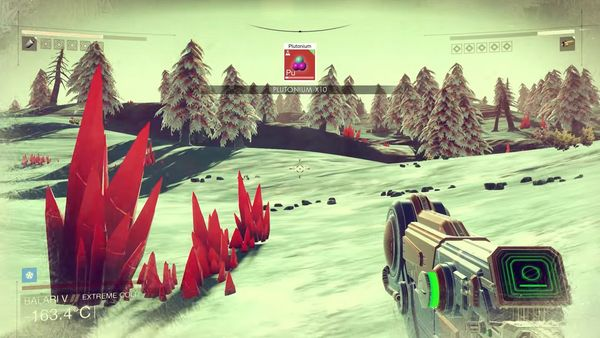 Plutonium
Pu
PLUTONIUM X10
BALARI V // EXTREME COLD
-163.4°C